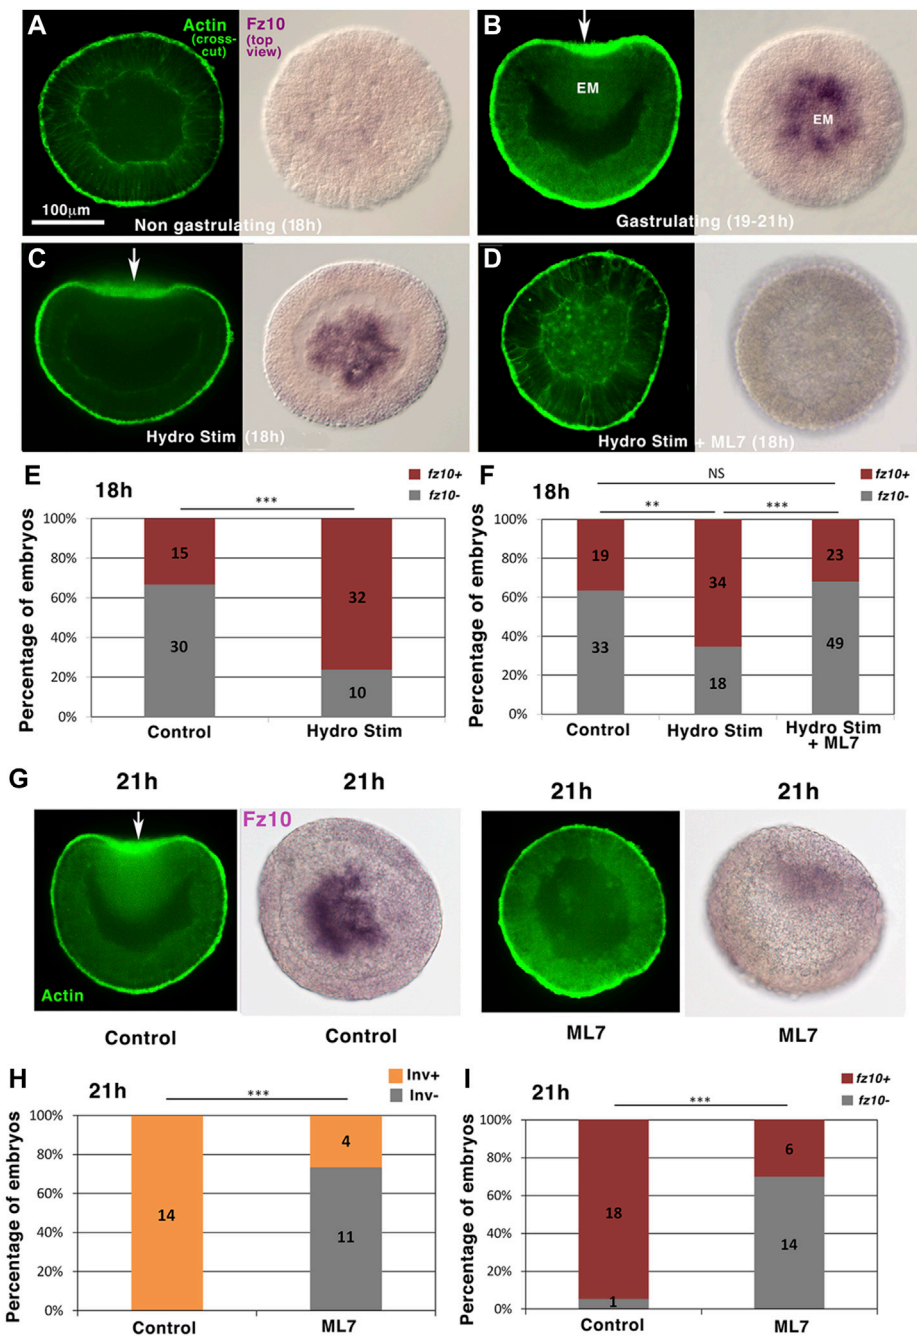 A
Actin
(cross-
cut)
Fz10
(top
view)
100µm
Non gastrulating (18h)
B
EM
EM
Gastrulating (19-21h)
C
Hydro Stim (18h)
D
Hydro Stim + ML7 (18h)
E
18h
fz10+
fz10-
***
Percentage of embryos
100%
80%
60%
40%
20%
0%
15
30
32
10
Control
Hydro Stim
F
18h
fz10+
fz10-
NS
**
***
Percentage of embryos
100%
80%
60%
40%
20%
0%
19
33
34
18
23
49
Control
Hydro Stim
Hydro Stim
+ ML7
G
21h
21h
21h
21h
Fz10
Actin
Control
Control
ML7
ML7
H
21h
Inv+
Inv-
***
Percentage of embryos
100%
80%
60%
40%
20%
0%
14
4
11
Control
ML7
I
21h
fz10+
fz10-
***
Percentage of embryos
100%
80%
60%
40%
20%
0%
18
1
6
14
Control
ML7